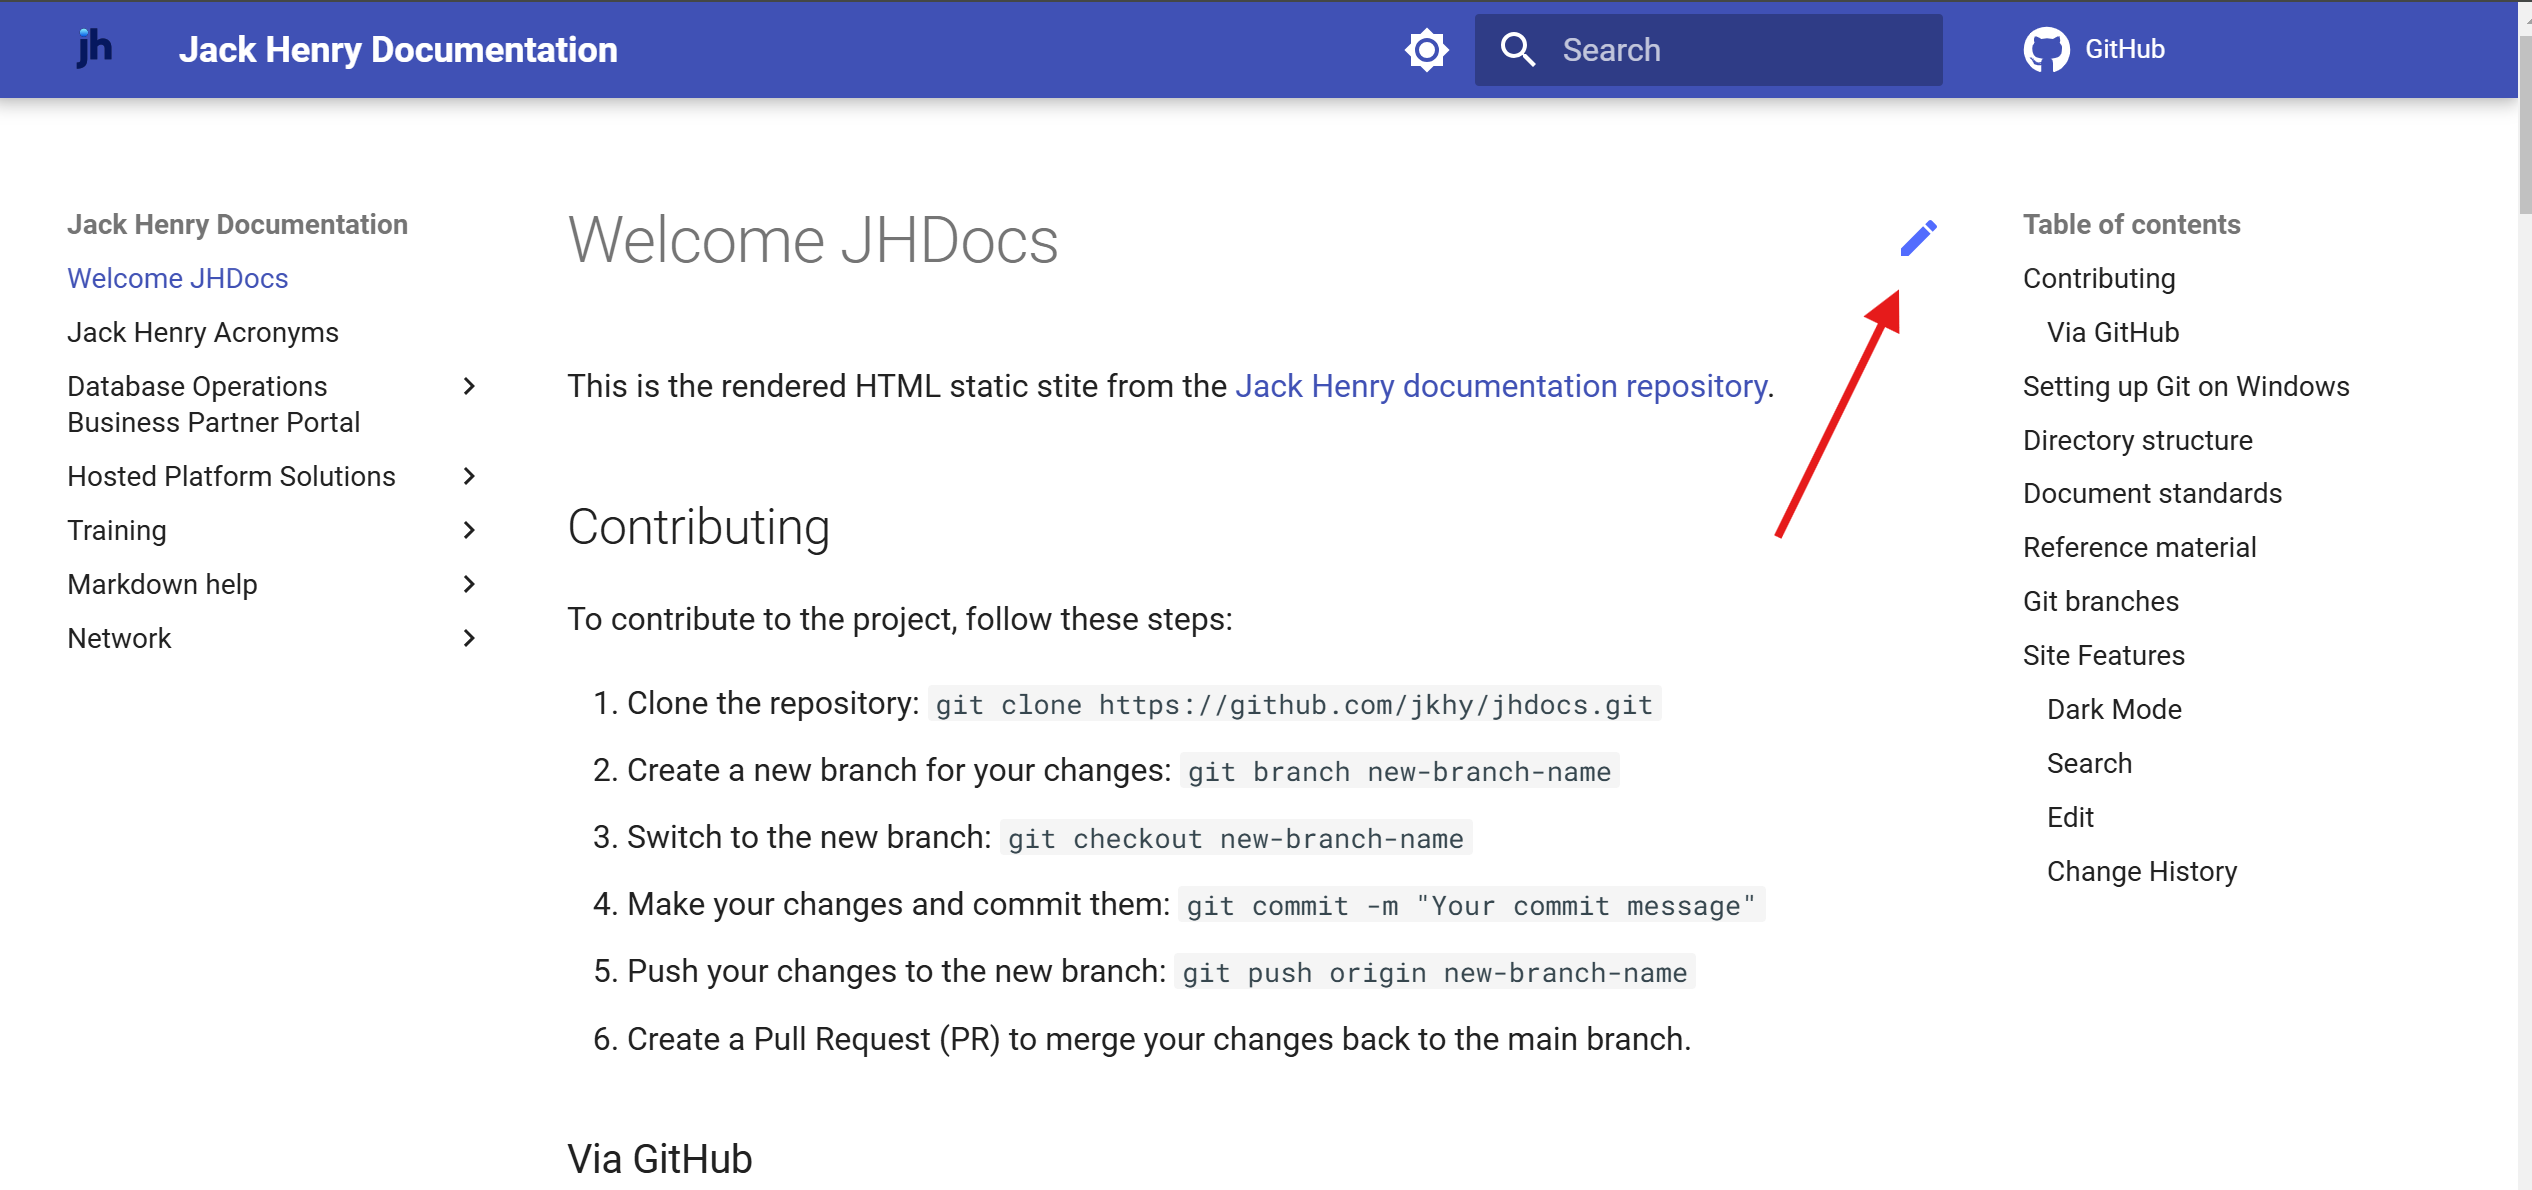 jh
Jack Henry Documentation
Search
GitHub
Jack Henry Documentation
Welcome JHDocs
Jack Henry Acronyms
Database Operations
Business Partner Portal
Hosted Platform Solutions
Training
Markdown help
Network
Welcome JHDocs
This is the rendered HTML static stite from the Jack Henry documentation repository.
Contributing
To contribute to the project, follow these steps:
1. Clone the repository: git clone https://github.com/jkhy/jhdocs.git
2. Create a new branch for your changes: git branch new-branch-name
3. Switch to the new branch: git checkout new-branch-name
4. Make your changes and commit them: git commit -m "Your commit message"
5. Push your changes to the new branch: git push origin new-branch-name
6. Create a Pull Request (PR) to merge your changes back to the main branch.
Via GitHub
Table of contents
Contributing
Via GitHub
Setting up Git on Windows
Directory structure
Document standards
Reference material
Git branches
Site Features
Dark Mode
Search
Edit
Change History